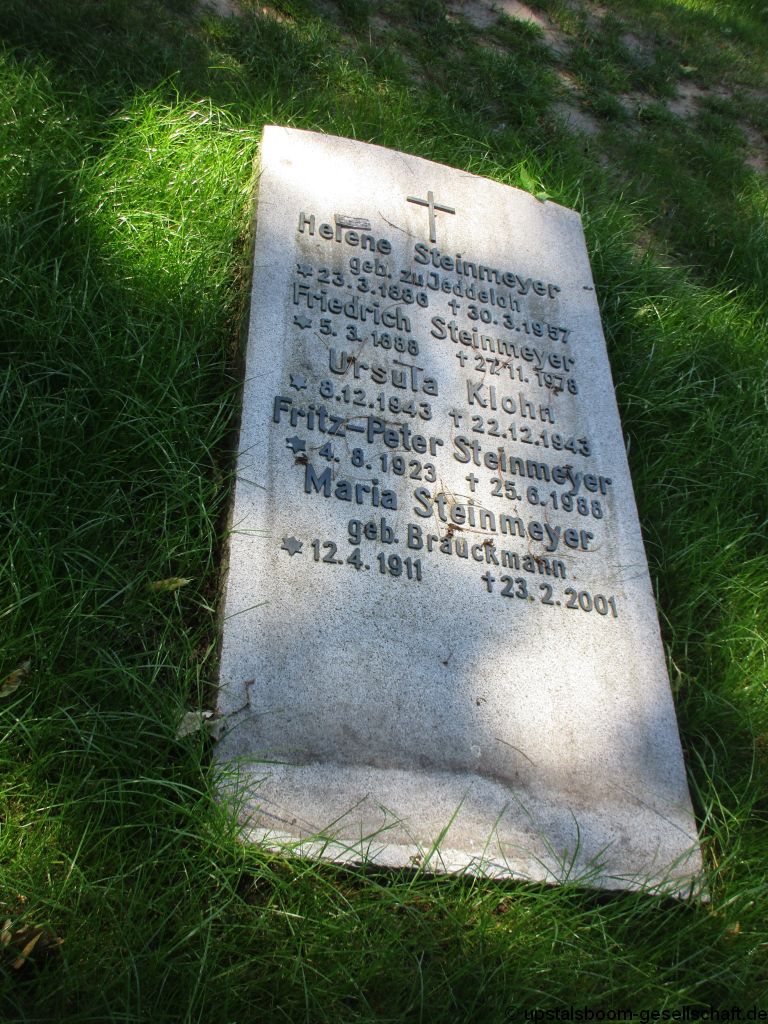 Helene Steinmeyer
geb. zu Jeddeloh
* 23. 3. 1886 † 30. 3. 1957
Friedrich Steinmeyer
* 5. 3. 1888 † 27. 11. 1978
Ursula Klohn
* 8. 12. 1943 † 22. 12. 1943
Fritz-Peter Steinmeyer
* 4. 8. 1923 † 25. 6. 1988
Maria Steinmeyer
geb. Brauckmann
* 12. 4. 1911 † 23. 2. 2001
© upstalsboom-gesellschaft.de